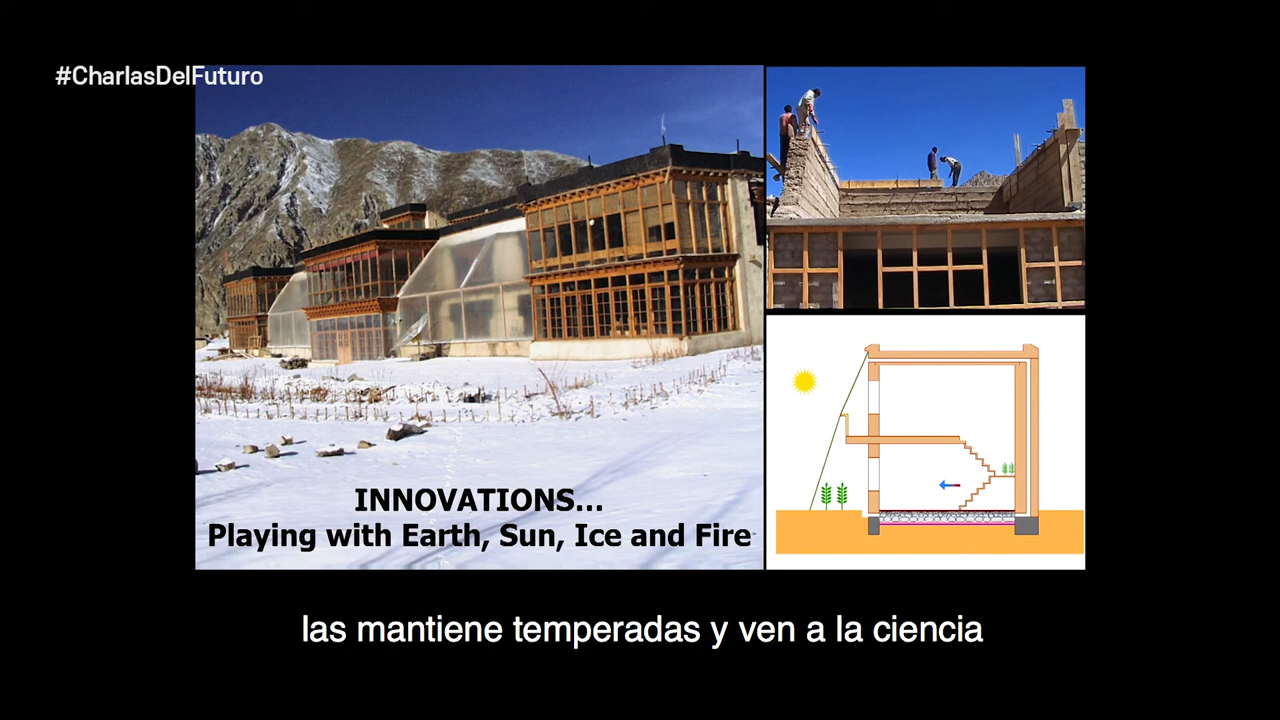 #CharlasDelFuturo
INNOVATIONS...
Playing with Earth, Sun, Ice and Fire
las mantiene temperadas y ven a la ciencia